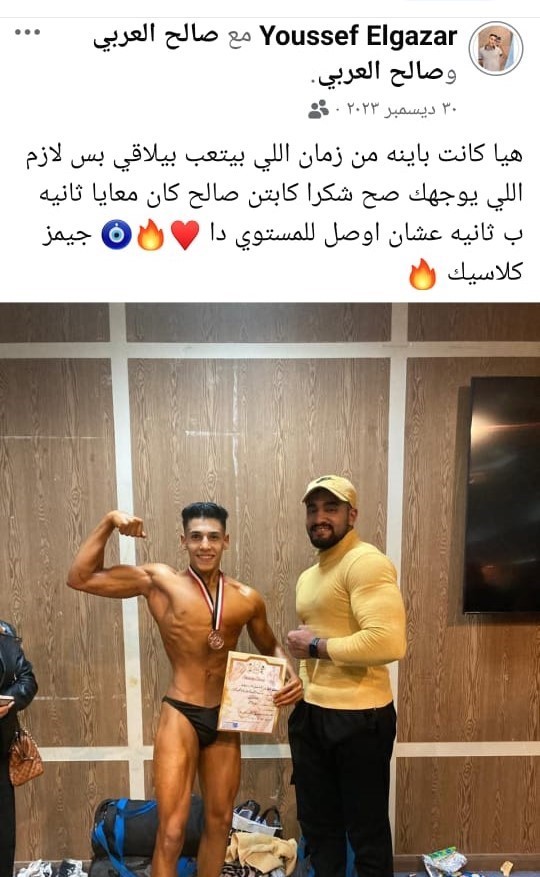 Youssef Elgazar مع صالح العربي
وصالح العربي.
٣٠ ديسمبر ٢٠٢٣ ·
هيا كانت باينه من زمان اللي بيتعب بيلاقي بس لازم
اللي يوجهك صح شكرا كابتن صالح كان معايا ثانيه
ب ثانيه عشان اوصل للمستوي دا ♥️🔥🧿 جيمز
كلاسيك 🔥